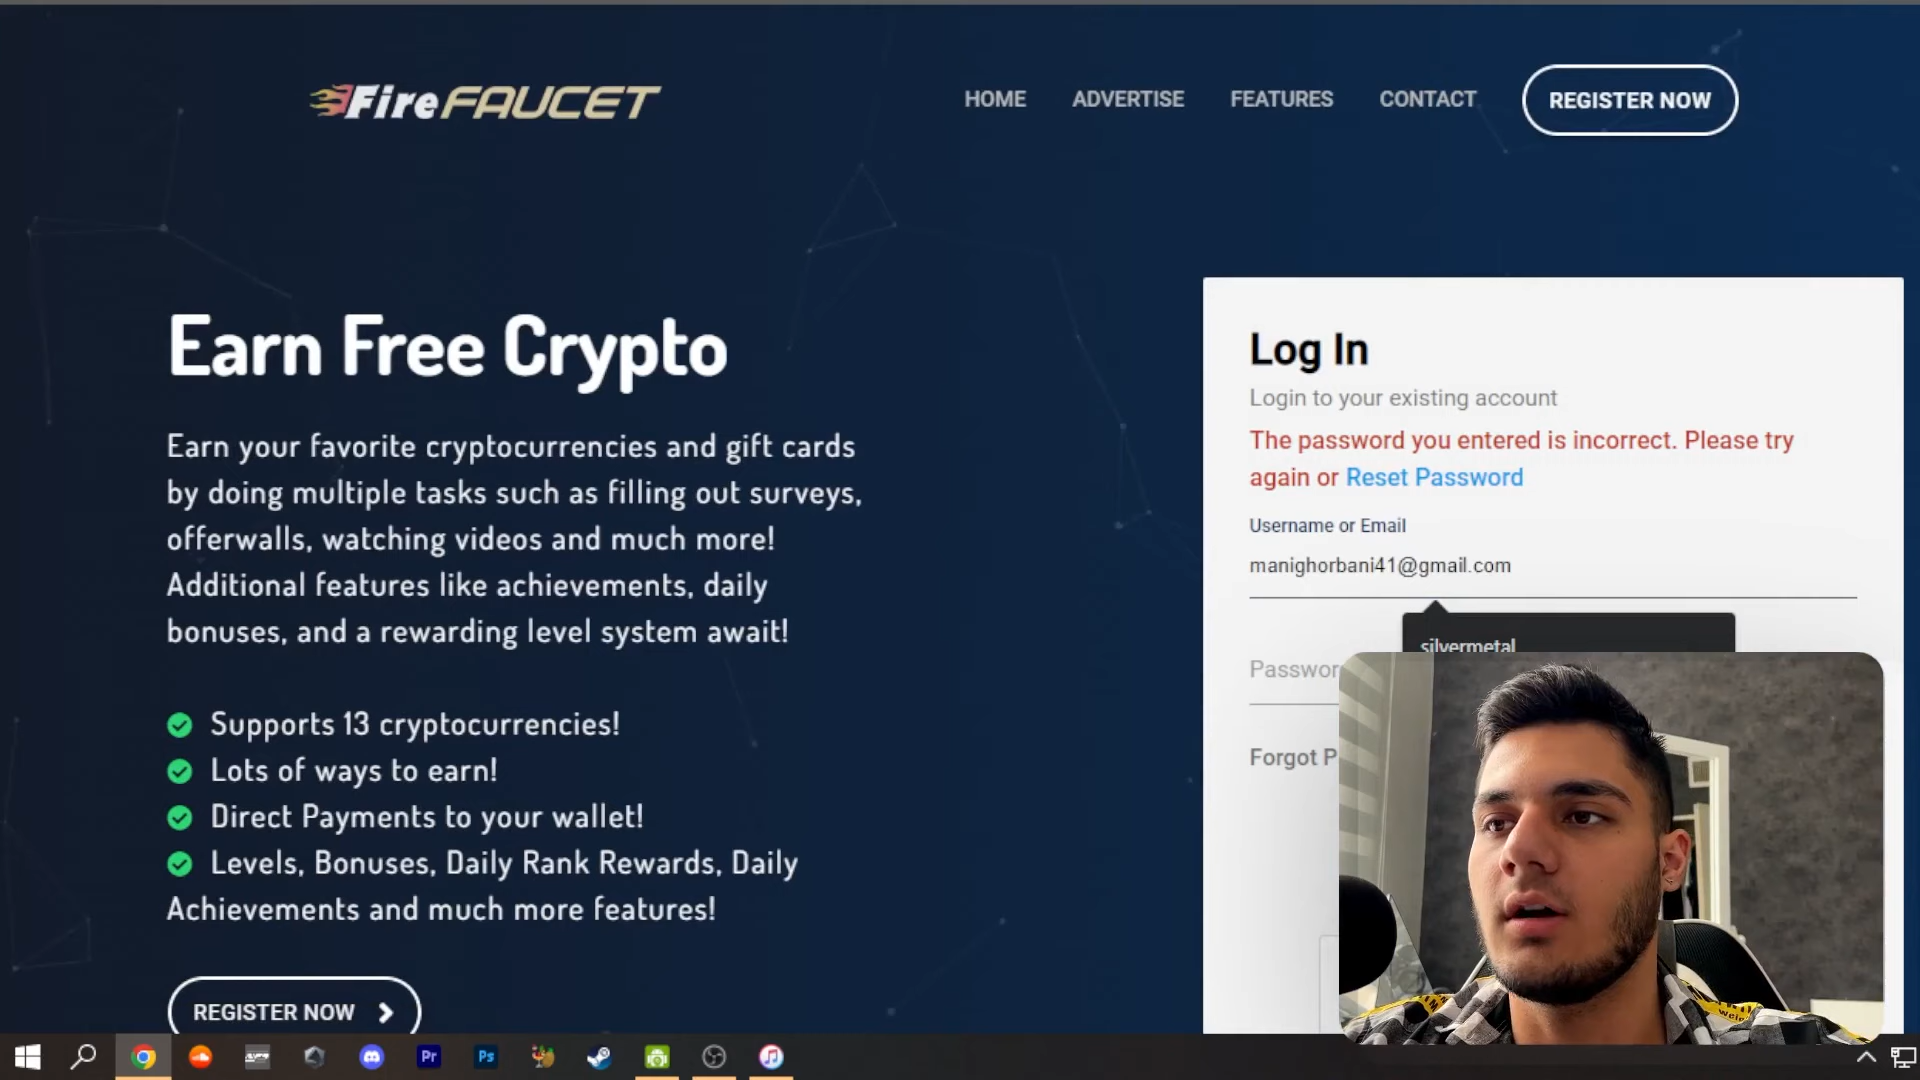 Fire FAUCET
HOME
ADVERTISE
FEATURES
CONTACT
REGISTER NOW
Earn Free Crypto
Earn your favorite cryptocurrencies and gift cards
by doing multiple tasks such as filling out surveys,
offerwalls, watching videos and much more!
Additional features like achievements, daily
bonuses, and a rewarding level system await!
Supports 13 cryptocurrencies!
Lots of ways to earn!
Direct Payments to your wallet!
Levels, Bonuses, Daily Rank Rewards, Daily
Achievements and much more features!
REGISTER NOW
Log In
Login to your existing account
The password you entered is incorrect. Please try
again or Reset Password
Username or Email
manighorbani41@gmail.com
silvermetal
Passwor
Forgot P
Pr
Ps